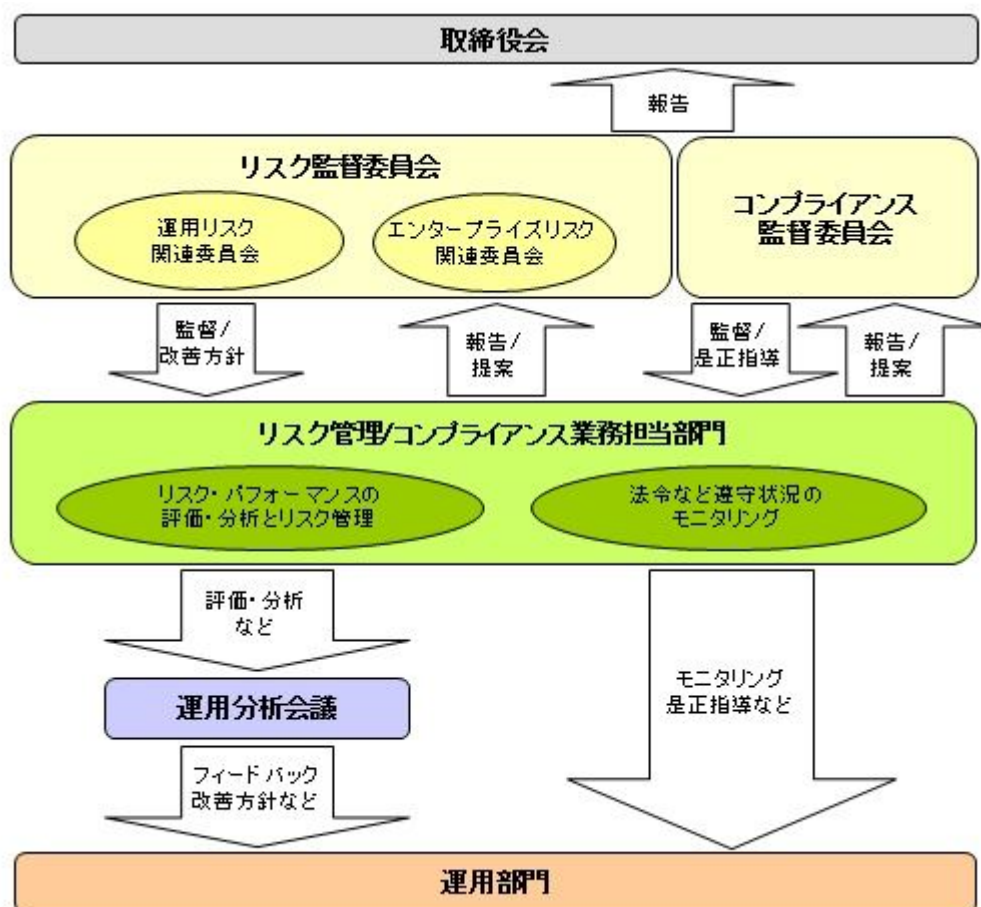 取締役会
報告
リスク監督委員会
運用リスク
関連委員会
エンタープライズリスク
関連委員会
コンプライアンス
監督委員会
監督/
改善方針
報告/
提案
監督/
是正指導
報告/
提案
リスク管理/コンプライアンス業務担当部門
リスク・パフォーマンスの
評価・分析とリスク管理
法令など遵守状況の
モニタリング
評価・分析
など
運用分析会議
モニタリング
是正指導など
フィードバック
改善方針など
運用部門